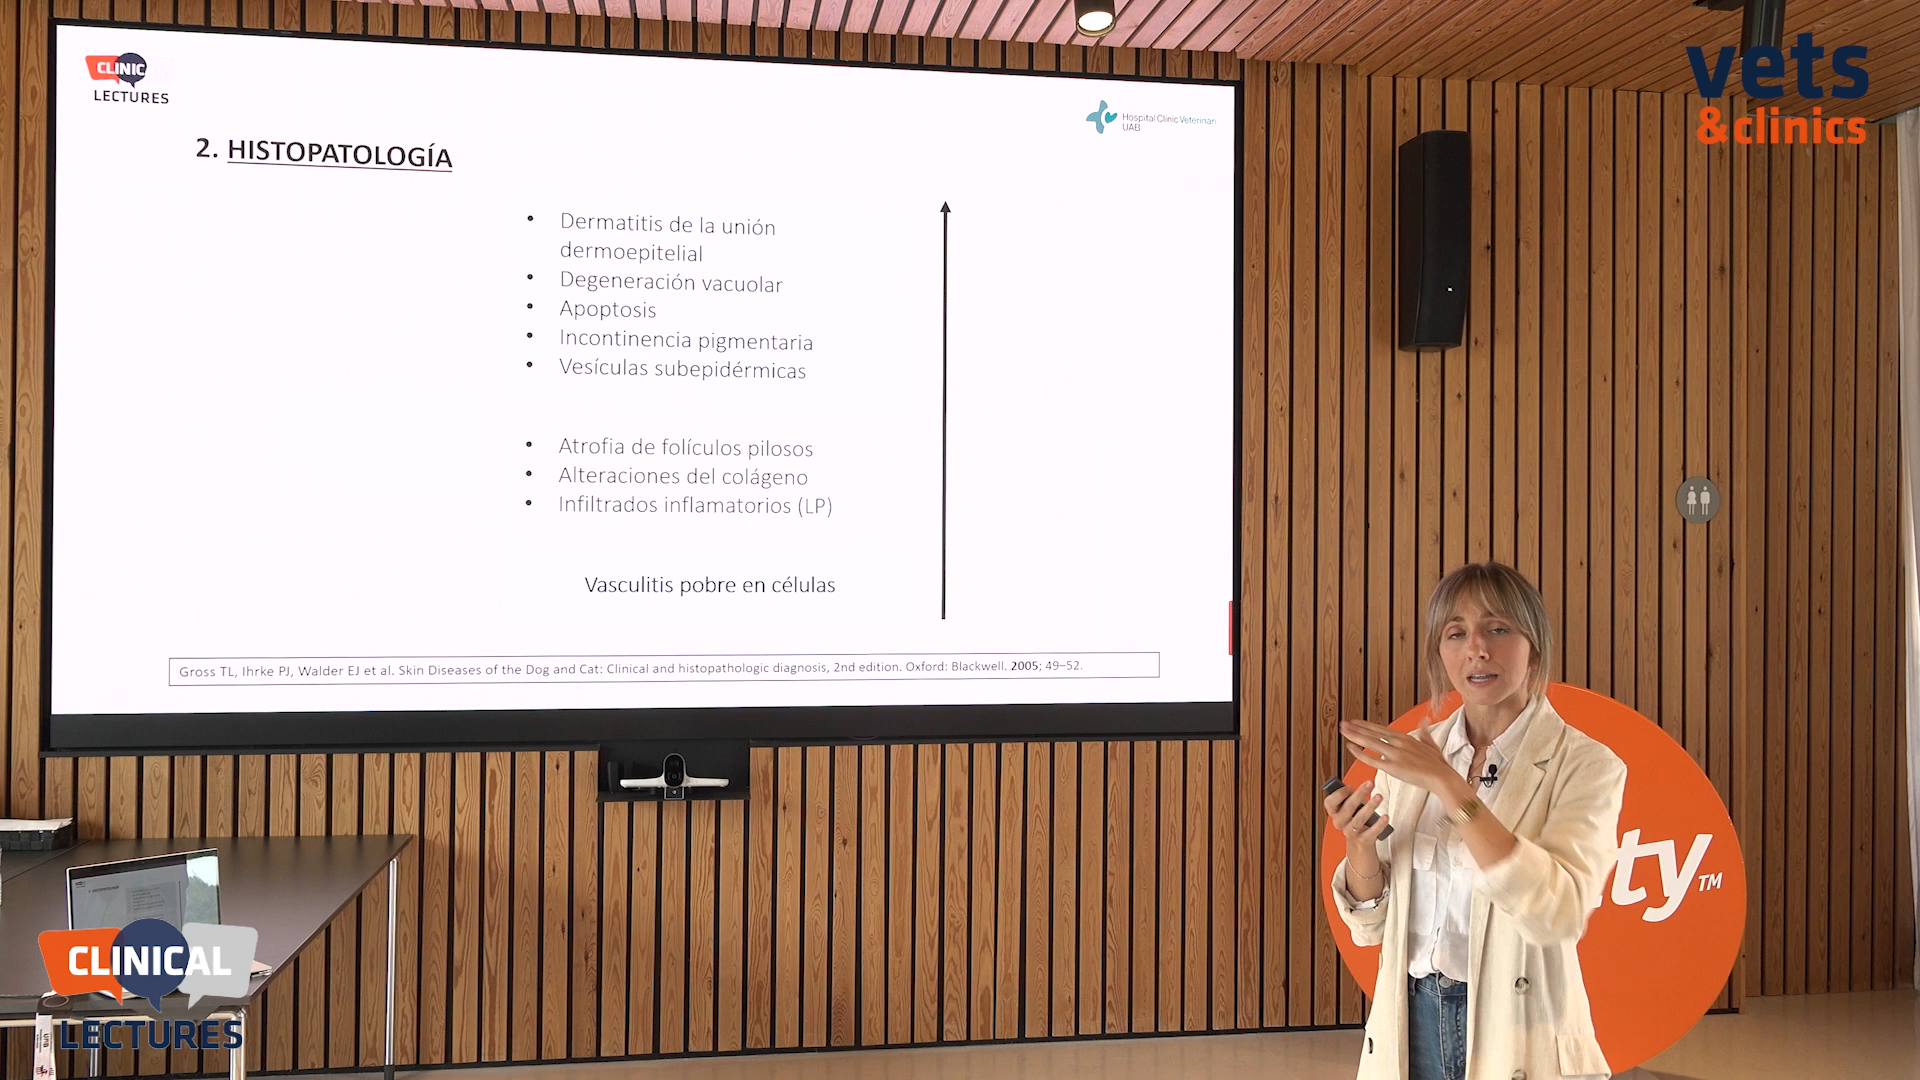 CLINIC
LECTURES
Hospital Clínic Veterinari
UAB
vets
&clinics
2. HISTOPATOLOGÍA
• Dermatitis de la unión
dermoepitelial
• Degeneración vacuolar
• Apoptosis
• Incontinencia pigmentaria
• Vesículas subepidérmicas
• Atrofia de folículos pilosos
• Alteraciones del colágeno
• Infiltrados inflamatorios (LP)
Vasculitis pobre en células
Gross TL, Ihrke PJ, Walder EJ et al. Skin Diseases of the Dog and Cat: Clinical and histopathologic diagnosis, 2nd edition. Oxford: Blackwell. 2005; 49–52.
ity™
CLINICAL
LECTURES